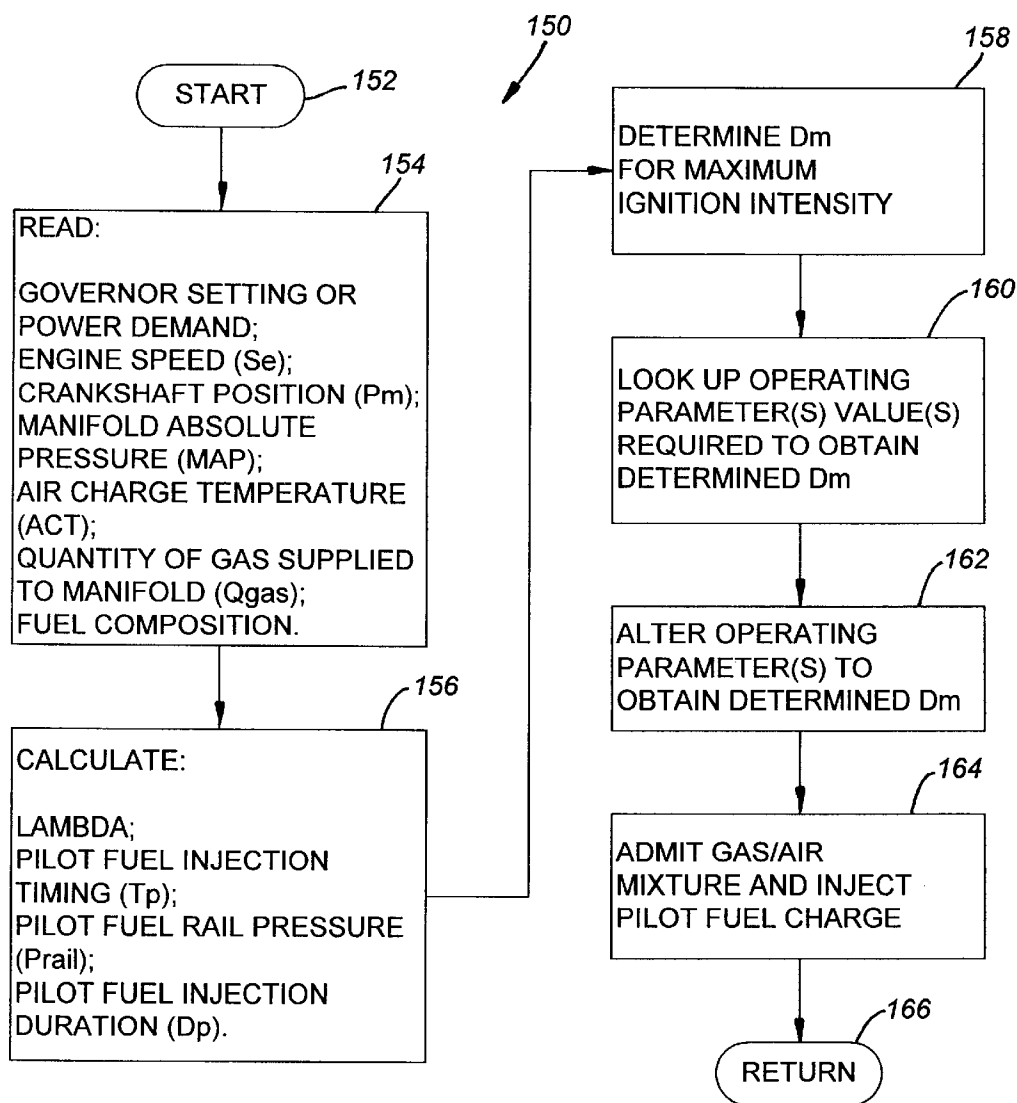 150
START
152
154
READ:
GOVERNOR SETTING OR
POWER DEMAND;
ENGINE SPEED (Se);
CRANKSHAFT POSITION (Pm);
MANIFOLD ABSOLUTE
PRESSURE (MAP);
AIR CHARGE TEMPERATURE
(ACT);
QUANTITY OF GAS SUPPLIED
TO MANIFOLD (Qgas);
FUEL COMPOSITION.
156
CALCULATE:
LAMBDA;
PILOT FUEL INJECTION
TIMING (Tp);
PILOT FUEL RAIL PRESSURE
(Prail);
PILOT FUEL INJECTION
DURATION (Dp).
158
DETERMINE Dm
FOR MAXIMUM
IGNITION INTENSITY
160
LOOK UP OPERATING
PARAMETER(S) VALUE(S)
REQUIRED TO OBTAIN
DETERMINED Dm
162
ALTER OPERATING
PARAMETER(S) TO
OBTAIN DETERMINED Dm
164
ADMIT GAS/AIR
MIXTURE AND INJECT
PILOT FUEL CHARGE
166
RETURN